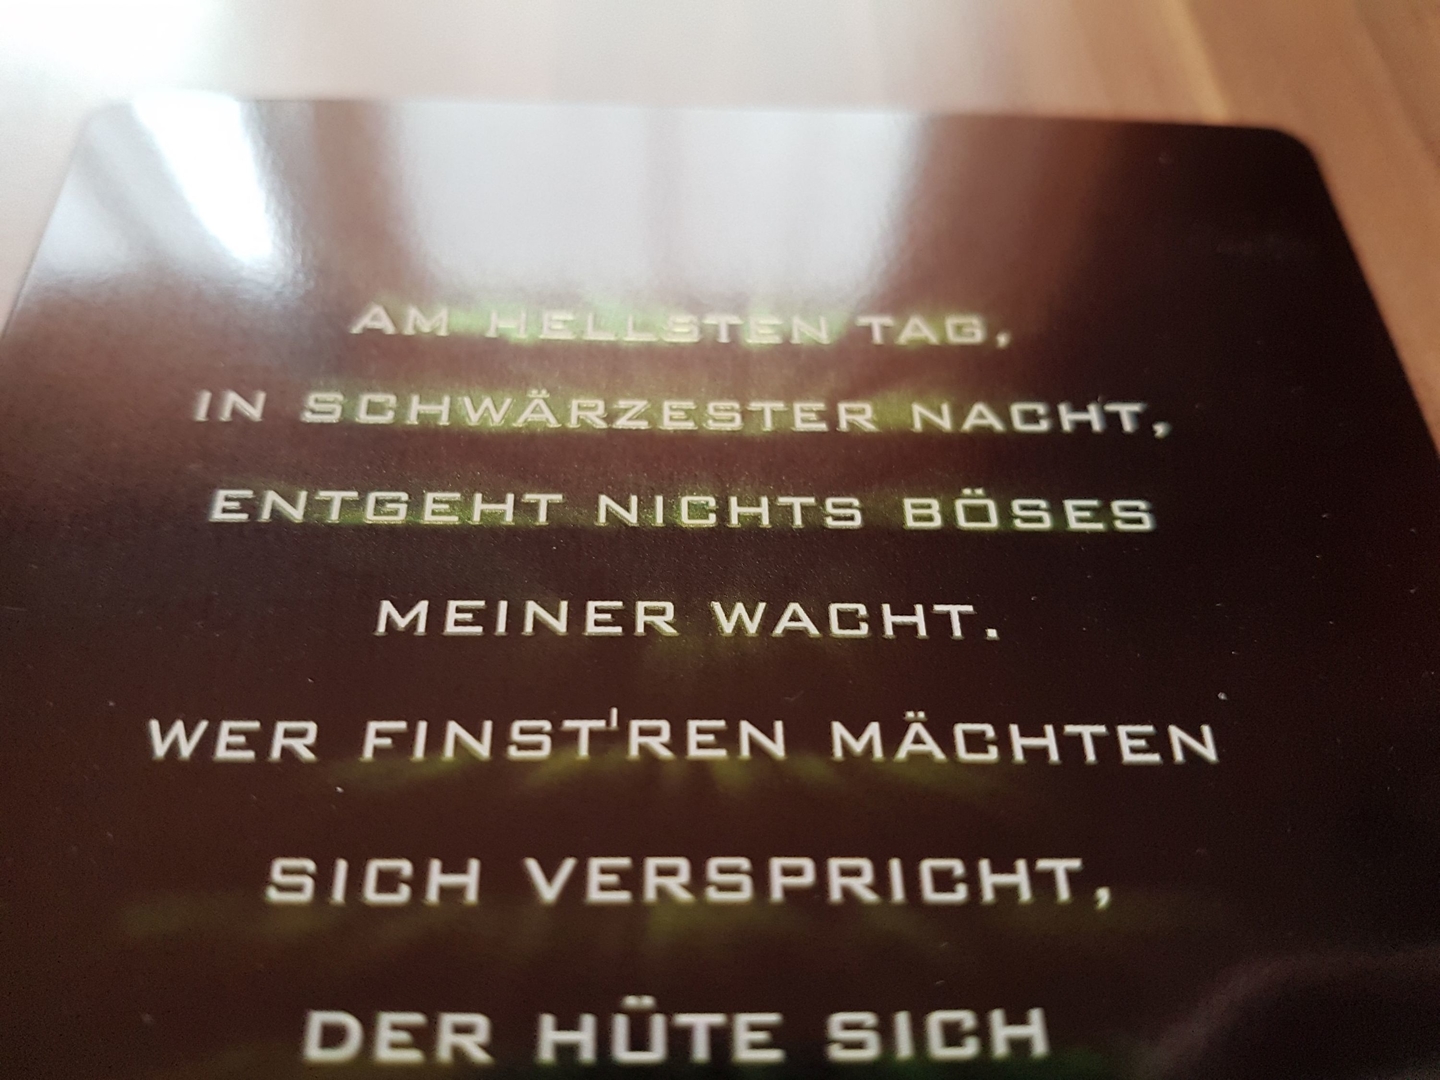 AM HELLSTEN TAG,
IN SCHWÄRZESTER NACHT,
ENTGEHT NICHTS BÖSES
MEINER WACHT.
WER FINST'REN MÄCHTEN
SICH VERSPRICHT,
DER HÜTE SICH